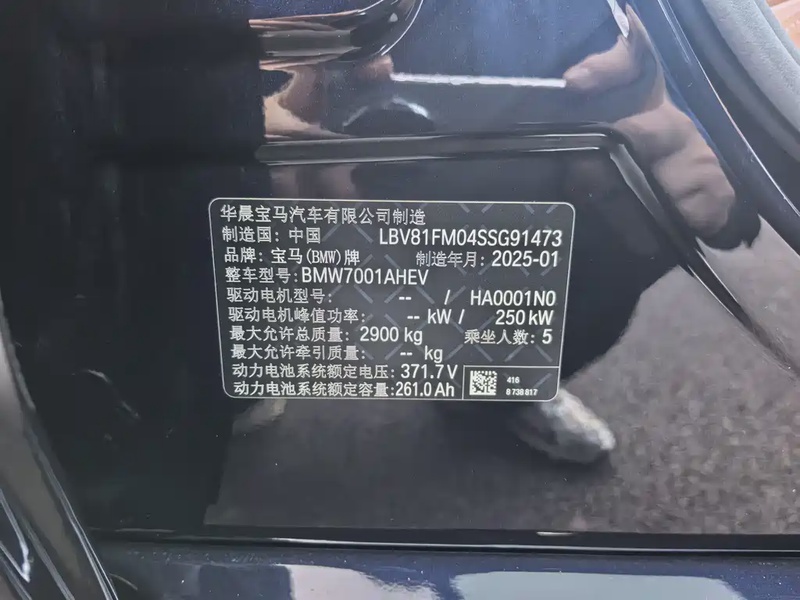 华晨宝马汽车有限公司制造
制造国: 中国 LBV81FM04SSG91473
品牌: 宝马(BMW)牌 制造年月: 2025-01
整车型号: BMW7001AHEV
驱动电机型号: -- / HA0001N0
驱动电机峰值功率: -- kW / 250 kW
最大允许总质量: 2900 kg 乘坐人数: 5
最大允许牵引质量: -- kg
动力电池系统额定电压: 371.7 V
动力电池系统额定容量: 261.0 Ah
416
8 738 817